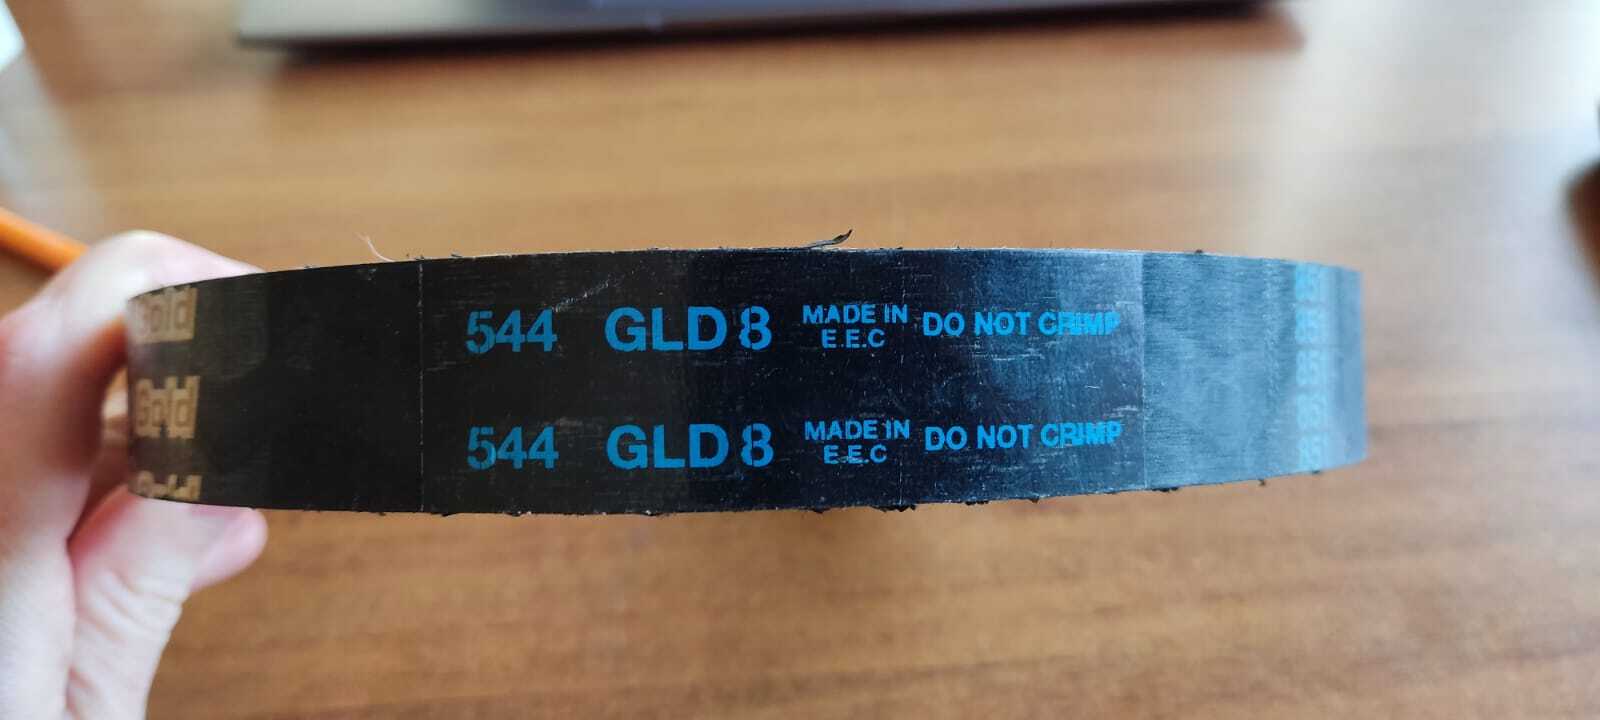 Gold
544 GLD 8 MADE IN E.E.C DO NOT CRIMP
Gold
544 GLD 8 MADE IN E.E.C DO NOT CRIMP